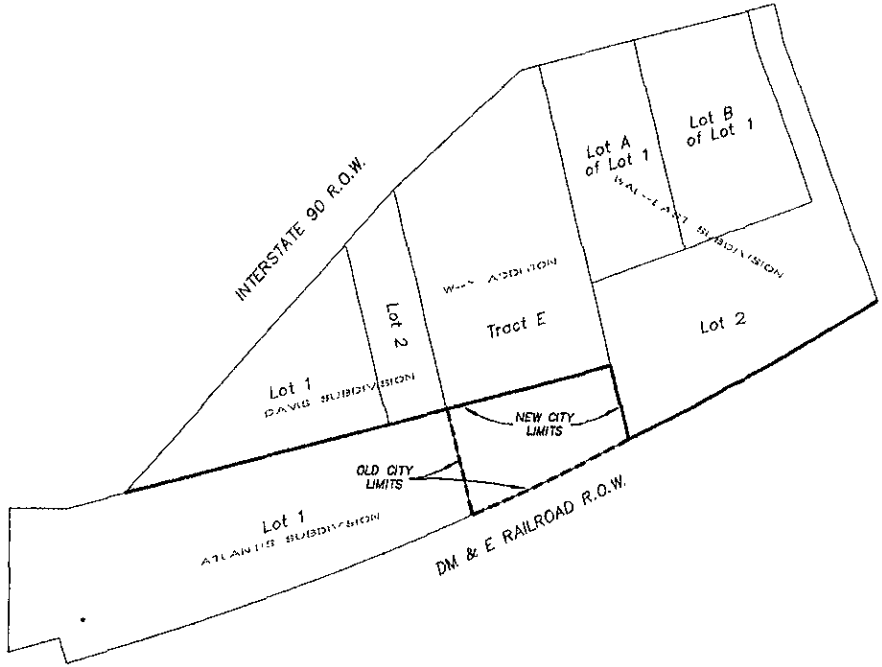 INTERSTATE 90 R.O.W.
Lot A
of Lot 1
Lot B
of Lot 1
SUBDIVISION
ADDITION
Tract E
Lot 2
Lot 2
Lot 1
DAVIS SUBDIVISION
NEW CITY
LIMITS
OLD CITY
LIMITS
Lot 1
ATLANTIS SUBDIVISION
DM & E RAILROAD R.O.W.